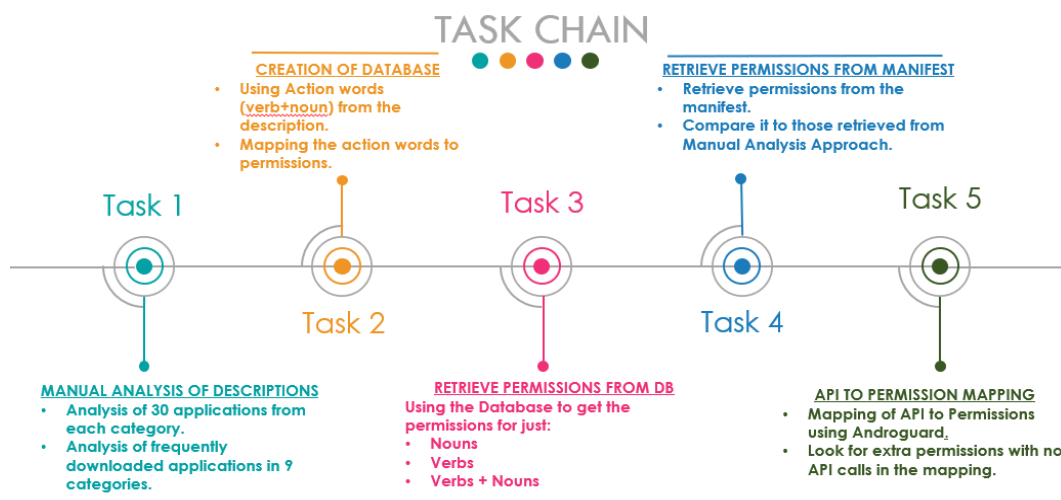 TASK CHAIN
Task 1
MANUAL ANALYSIS OF DESCRIPTIONS
• Analysis of 30 applications from
each category.
• Analysis of frequently
downloaded applications in 9
categories.
CREATION OF DATABASE
• Using Action words
(verb+noun) from the
description.
• Mapping the action words to
permissions.
Task 2
Task 3
RETRIEVE PERMISSIONS FROM DB
Using the Database to get the
permissions for just:
• Nouns
• Verbs
• Verbs + Nouns
RETRIEVE PERMISSIONS FROM MANIFEST
• Retrieve permissions from the
manifest.
• Compare it to those retrieved from
Manual Analysis Approach.
Task 4
Task 5
API TO PERMISSION MAPPING
• Mapping of API to Permissions
using Androguard.
• Look for extra permissions with no
API calls in the mapping.